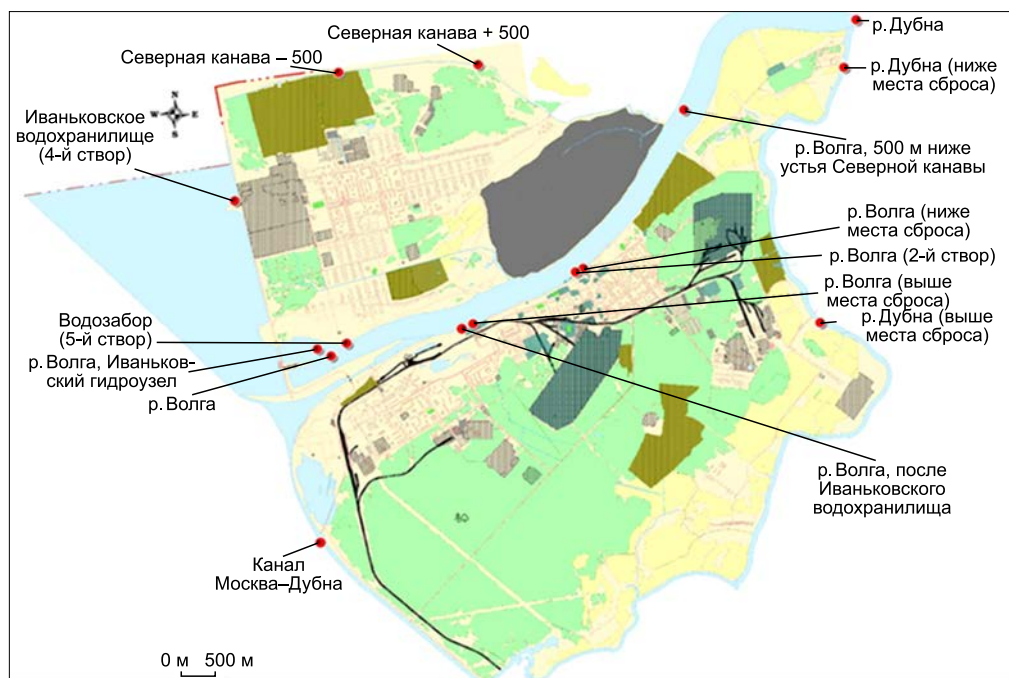 Северная канава + 500
р. Дубна
Северная канава – 500
р. Дубна (ниже
места сброса)
N
W E
S
Иваньковское
водохранилище
(4-й створ)
р. Волга, 500 м ниже
устья Северной канавы
р. Волга (ниже
места сброса)
р. Волга (2-й створ)
р. Волга (выше
места сброса)
р. Дубна (выше
места сброса)
Водозабор
(5-й створ)
р. Волга, Иваньков-
ский гидроузел
р. Волга
р. Волга, после
Иваньковского
водохранилища
Канал
Москва–Дубна
0 м 500 м